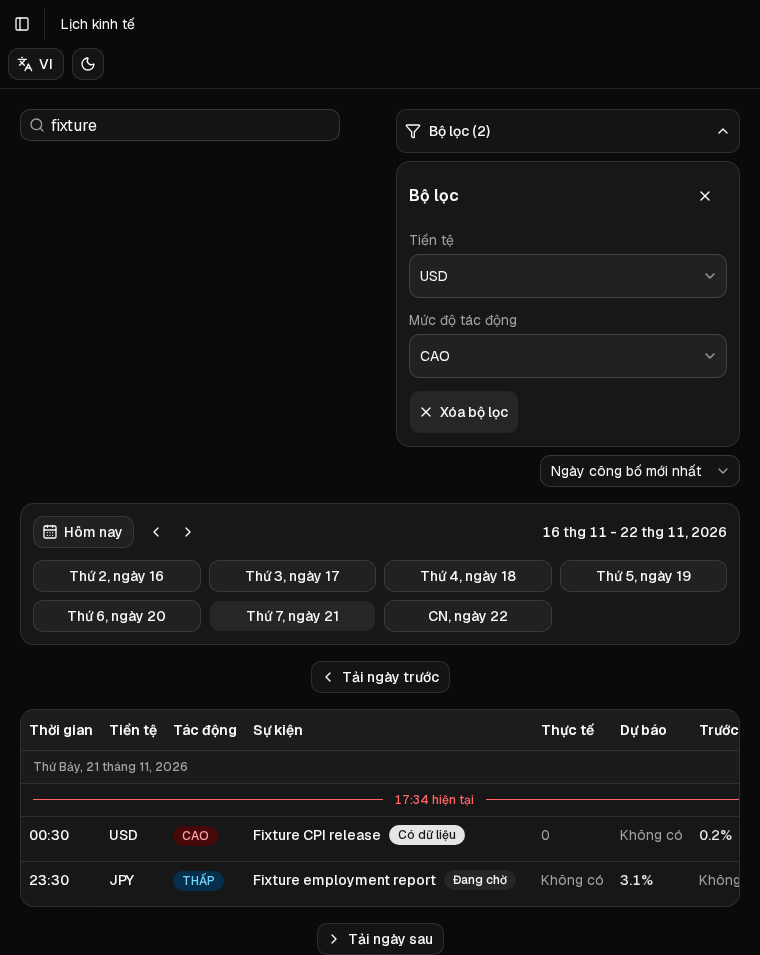 Lịch kinh tế
VI
fixture
Bộ lọc (2)
Bộ lọc
Tiền tệ
USD
Mức độ tác động
CAO
Xóa bộ lọc
Ngày công bố mới nhất
Hôm nay
16 thg 11 - 22 thg 11, 2026
Thứ 2, ngày 16
Thứ 3, ngày 17
Thứ 4, ngày 18
Thứ 5, ngày 19
Thứ 6, ngày 20
Thứ 7, ngày 21
CN, ngày 22
Tải ngày trước
Thời gian Tiền tệ Tác động Sự kiện Thực tế Dự báo Trước
Thứ Bảy, 21 tháng 11, 2026
17:34 hiện tại
00:30 USD CAO Fixture CPI release Có dữ liệu 0 Không có 0.2%
23:30 JPY THẤP Fixture employment report Đang chờ Không có 3.1% Không
Tải ngày sau